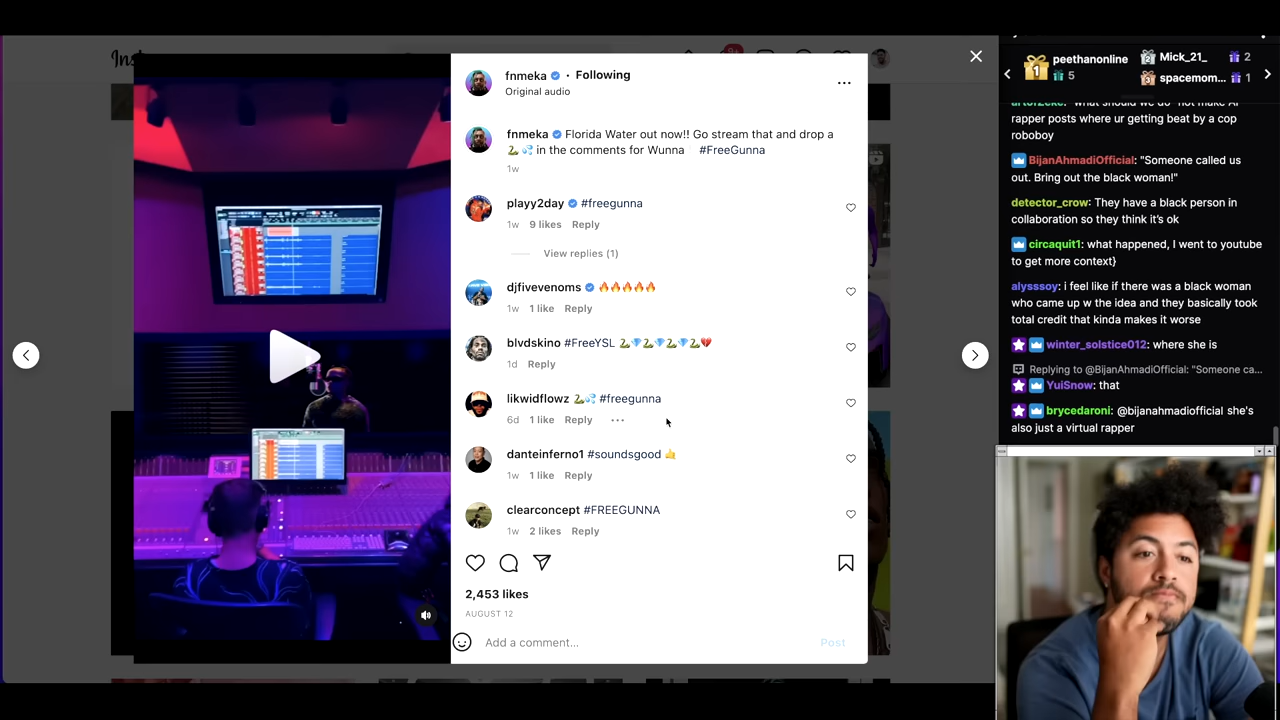 Ins
9+
fnmeka • Following
Original audio
fnmeka Florida Water out now!! Go stream that and drop a
🐍 💦 in the comments for Wunna #FreeGunna
1w
playy2day #freegunna
1w 9 likes Reply
View replies (1)
djfivevenoms 🔥🔥🔥🔥🔥
1w 1 like Reply
blvdskino #FreeYSL 🐍💎🐍💎🐍💎🐍💔
1d Reply
likwidflowz 🐍💦 #freegunna
6d 1 like Reply •••
danteinferno1 #soundsgood 🤙
1w 1 like Reply
clearconcept #FREEGUNNA
1w 2 likes Reply
2,453 likes
AUGUST 12
Add a comment...
Post
1 peethanonline
5
2 Mick_21_ 2
3 spacemom... 1
rapper posts where ur getting beat by a cop
roboboy
BijanAhmadiOfficial: "Someone called us
out. Bring out the black woman!"
detector_crow: They have a black person in
collaboration so they think it's ok
circaquit1: what happened, I went to youtube
to get more context}
alysssoy: i feel like if there was a black woman
who came up w the idea and they basically took
total credit that kinda makes it worse
winter_solstice012: where she is
Replying to @BijanAhmadiOfficial: "Someone ca...
YuiSnow: that
brycedaroni: @bijanahmadiofficial she's
also just a virtual rapper